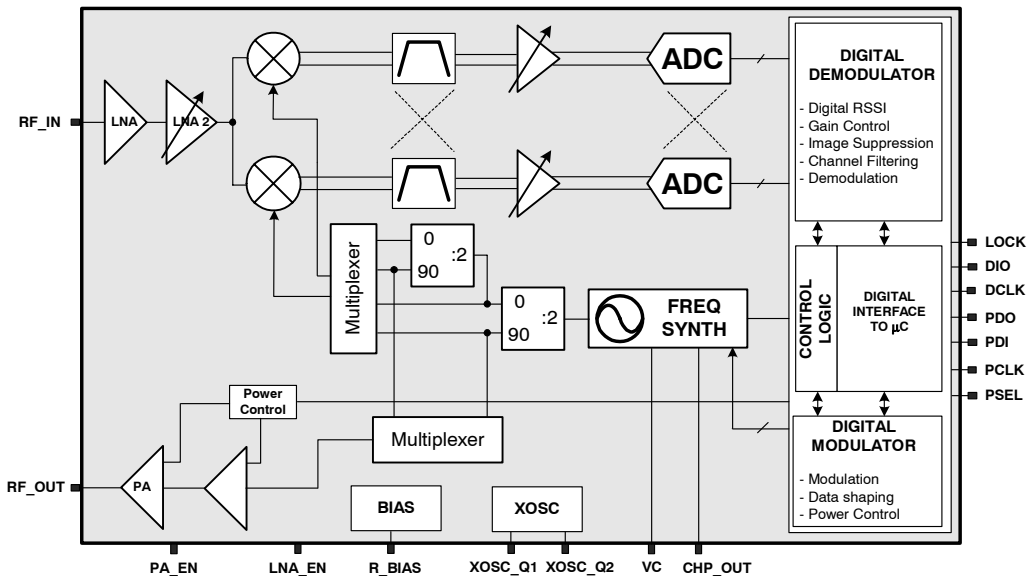 ADC
DIGITAL
DEMODULATOR
- Digital RSSI
- Gain Control
- Image Suppression
- Channel Filtering
- Demodulation
RF_IN
LNA
LNA 2
ADC
Multiplexer
0
:2
90
0
:2
90
FREQ
SYNTH
CONTROL
LOGIC
DIGITAL
INTERFACE
TO µC
LOCK
DIO
DCLK
PDO
PDI
PCLK
PSEL
Power
Control
Multiplexer
DIGITAL
MODULATOR
- Modulation
- Data shaping
- Power Control
RF_OUT
PA
BIAS
XOSC
PA_EN
LNA_EN
R_BIAS
XOSC_Q1
XOSC_Q2
VC
CHP_OUT